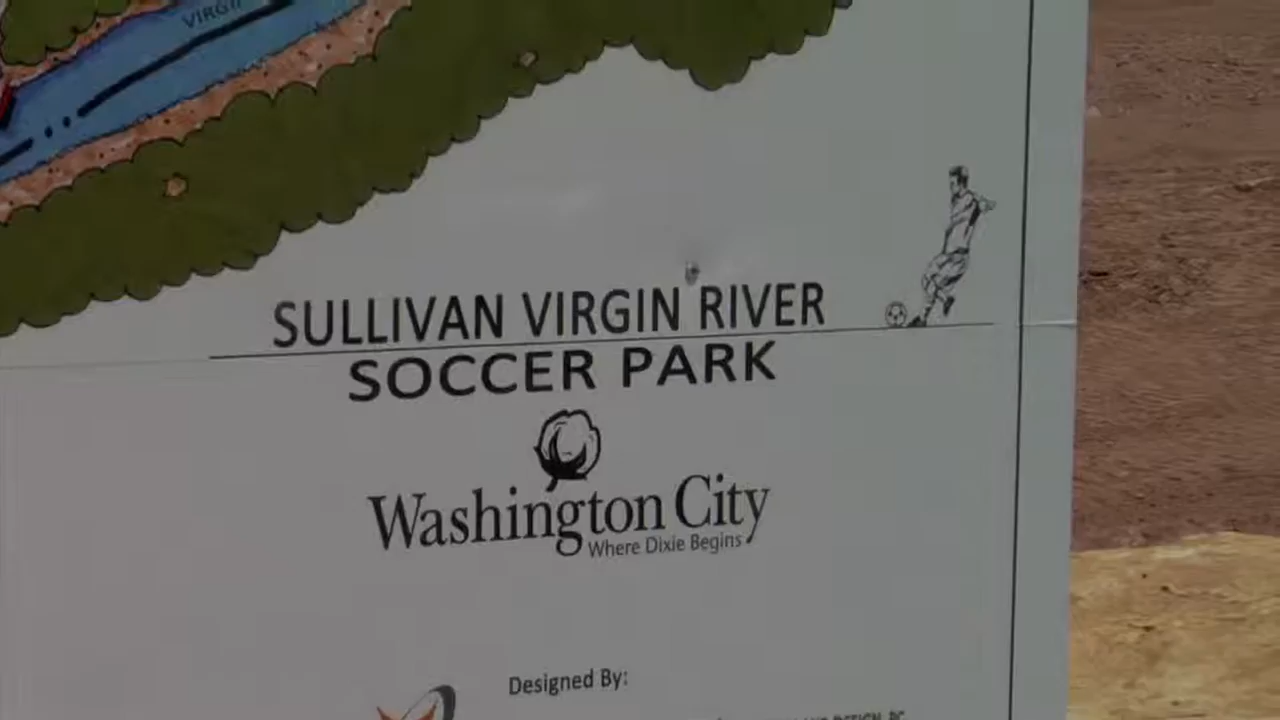 SULLIVAN VIRGIN RIVER
SOCCER PARK
Washington City
Where Dixie Begins
Designed By: